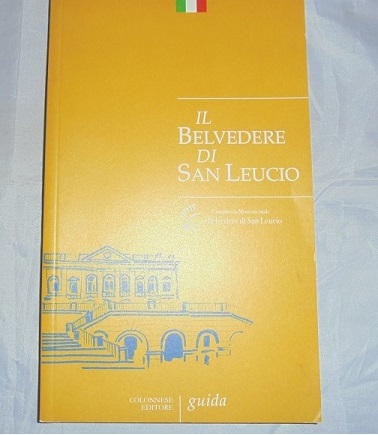 IL
BELVEDERE
DI
SAN LEUCIO
Complesso Monumentale
Belvedere di San Leucio
COLONNESE
EDITORE
guida